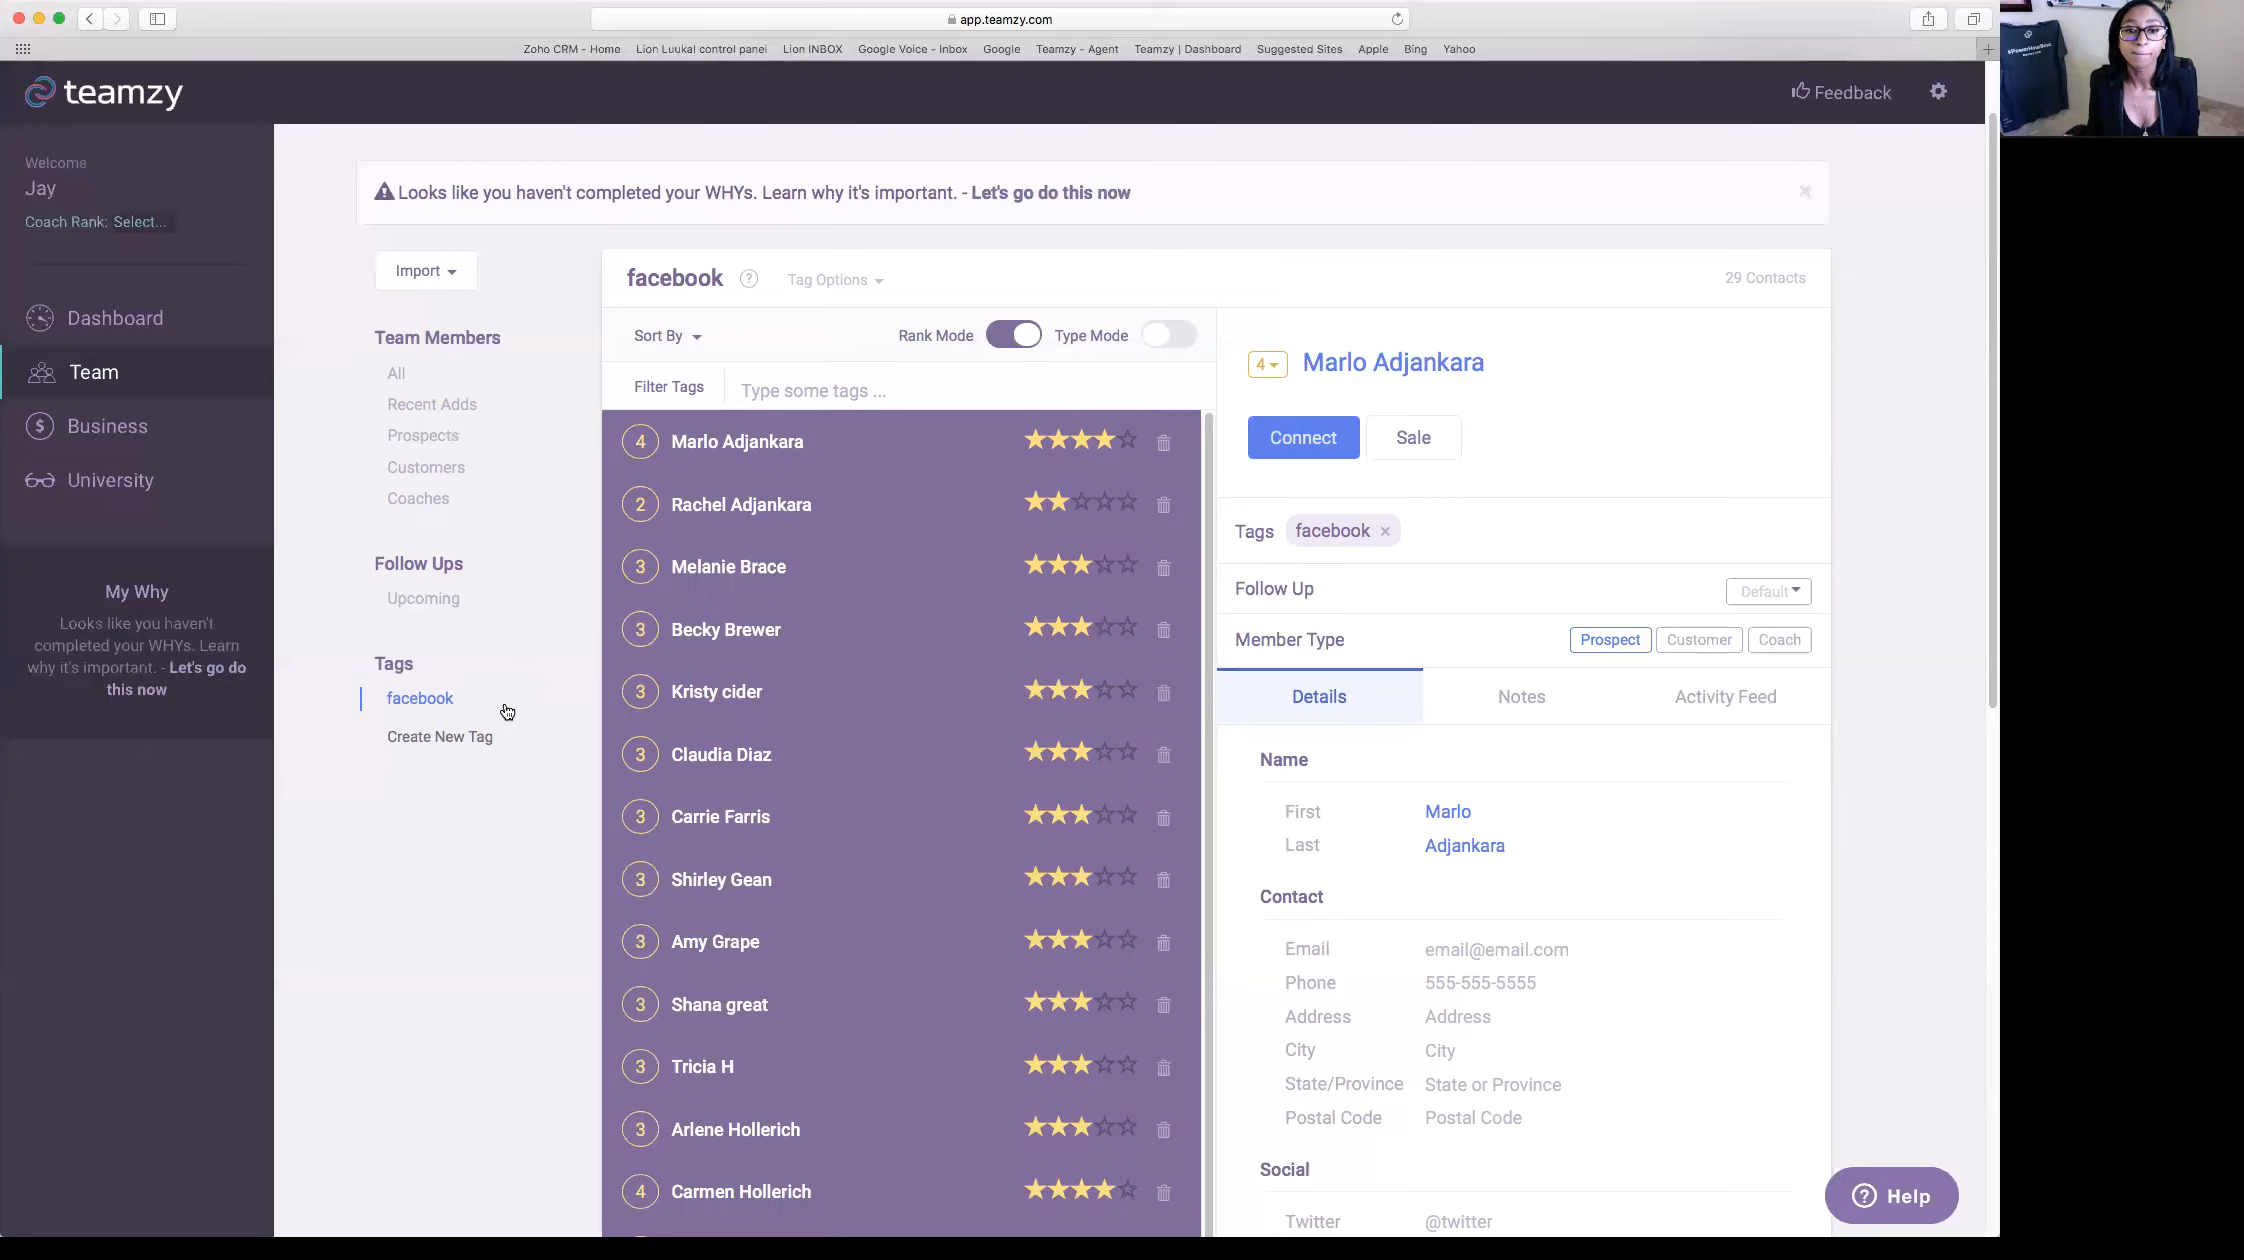 app.teamzy.com
Zoho CRM - Home
Lion Luukal control panel
Lion INBOX
Google Voice - Inbox
Google
Teamzy - Agent
Teamzy | Dashboard
Suggested Sites
Apple
Bing
Yahoo
teamzy
Feedback
Welcome
Jay
Coach Rank: Select...
Dashboard
Team
Business
University
My Why
Looks like you haven't
completed your WHYs. Learn
why it's important. - Let's go do
this now
Looks like you haven't completed your WHYs. Learn why it's important. - Let's go do this now
Import
Team Members
All
Recent Adds
Prospects
Customers
Coaches
Follow Ups
Upcoming
Tags
facebook
Create New Tag
facebook ? Tag Options
29 Contacts
Sort By
Rank Mode
Type Mode
Filter Tags
Type some tags ...
4 Marlo Adjankara
2 Rachel Adjankara
3 Melanie Brace
3 Becky Brewer
3 Kristy cider
3 Claudia Diaz
3 Carrie Farris
3 Shirley Gean
3 Amy Grape
3 Shana great
3 Tricia H
3 Arlene Hollerich
4 Carmen Hollerich
4 Marlo Adjankara
Connect
Sale
Tags facebook ×
Follow Up
Default
Member Type
Prospect
Customer
Coach
Details
Notes
Activity Feed
Name
First Marlo
Last Adjankara
Contact
Email email@email.com
Phone 555-555-5555
Address Address
City City
State/Province State or Province
Postal Code Postal Code
Social
Twitter @twitter
? Help